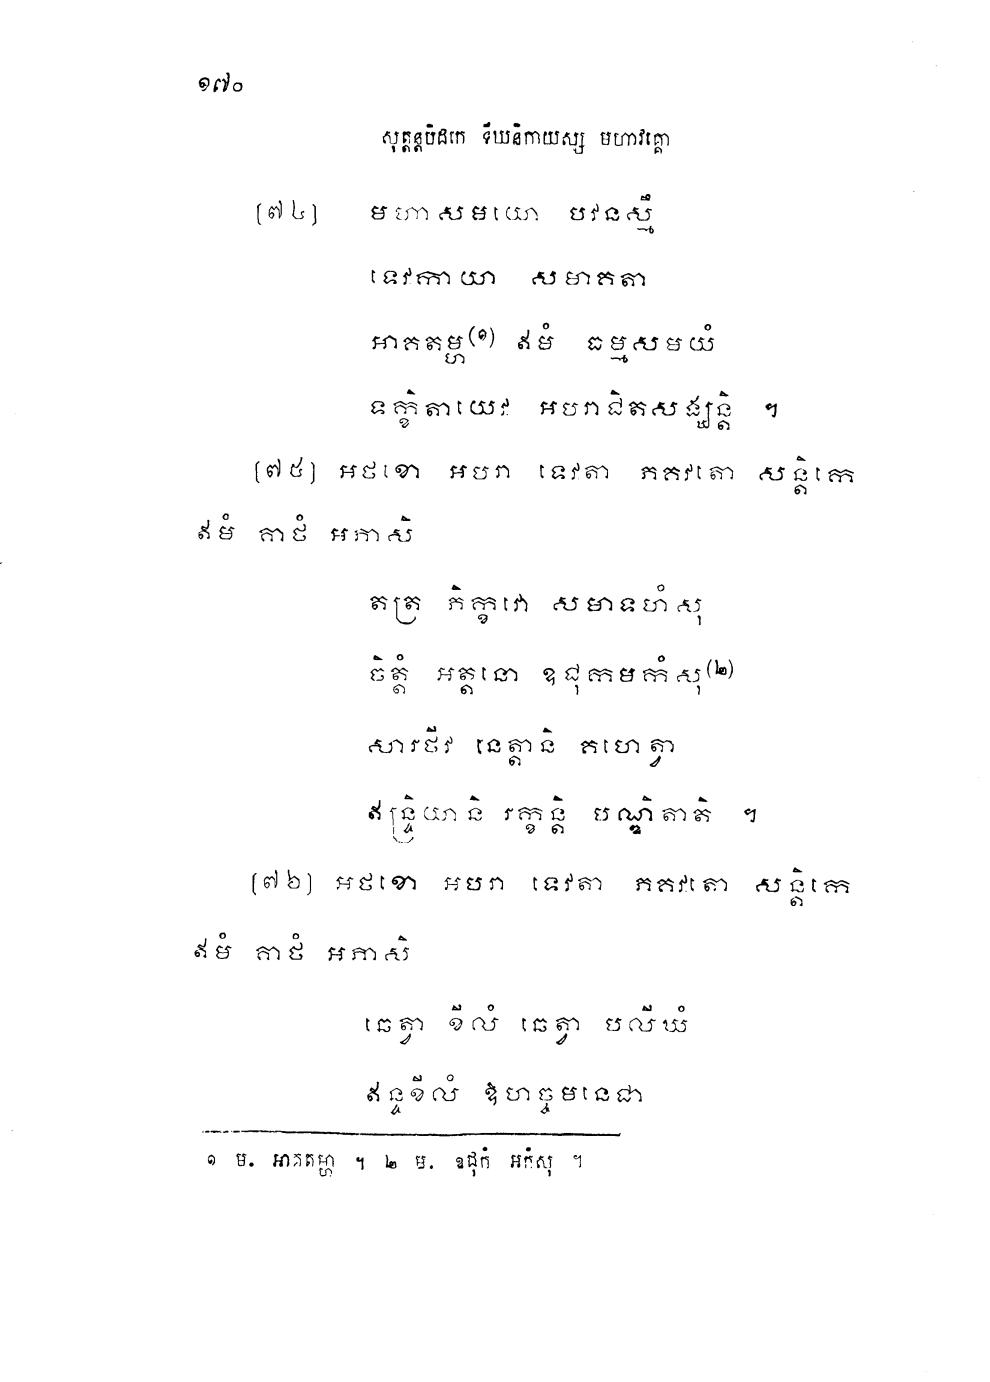 ១៧០
សុត្តន្តបិដកេ ទីឃនិកាយស្ស មហាវគ្គោ
[៧៤] មហាសមយោ បវនស្មឹ
ទេវកាយា សមាគតា
អាគតម្ហ(១) ឥមំ ធម្មសមយំ
ទក្ខិតាយេវ អបរាជិតសង្ឃន្តិ ។
[៧៥] អថខោ អបរា ទេវតា ភគវតោ សន្តិកេ
ឥមំ គាថំ អភាសិ
តត្រ ភិក្ខវោ សមាទហំសុ
ចិត្តំ អត្តនោ ឧជុកមកំសុ(២)
សារថីវ នេត្តានិ គហេត្វា
ឥន្ទ្រិយានិ រក្ខន្តិ បណ្ឌិតាតិ ។
[៧៦] អថខោ អបរា ទេវតា ភគវតោ សន្តិកេ
ឥមំ គាថំ អភាសិ
ឆេត្វា ខីលំ ឆេត្វា បលីឃំ
ឥន្ទខីលំ ឱហច្ចមនេជា
១ ម. អាគតម្ហា ។ ២ ម. ឧជុកំ អកំសុ ។